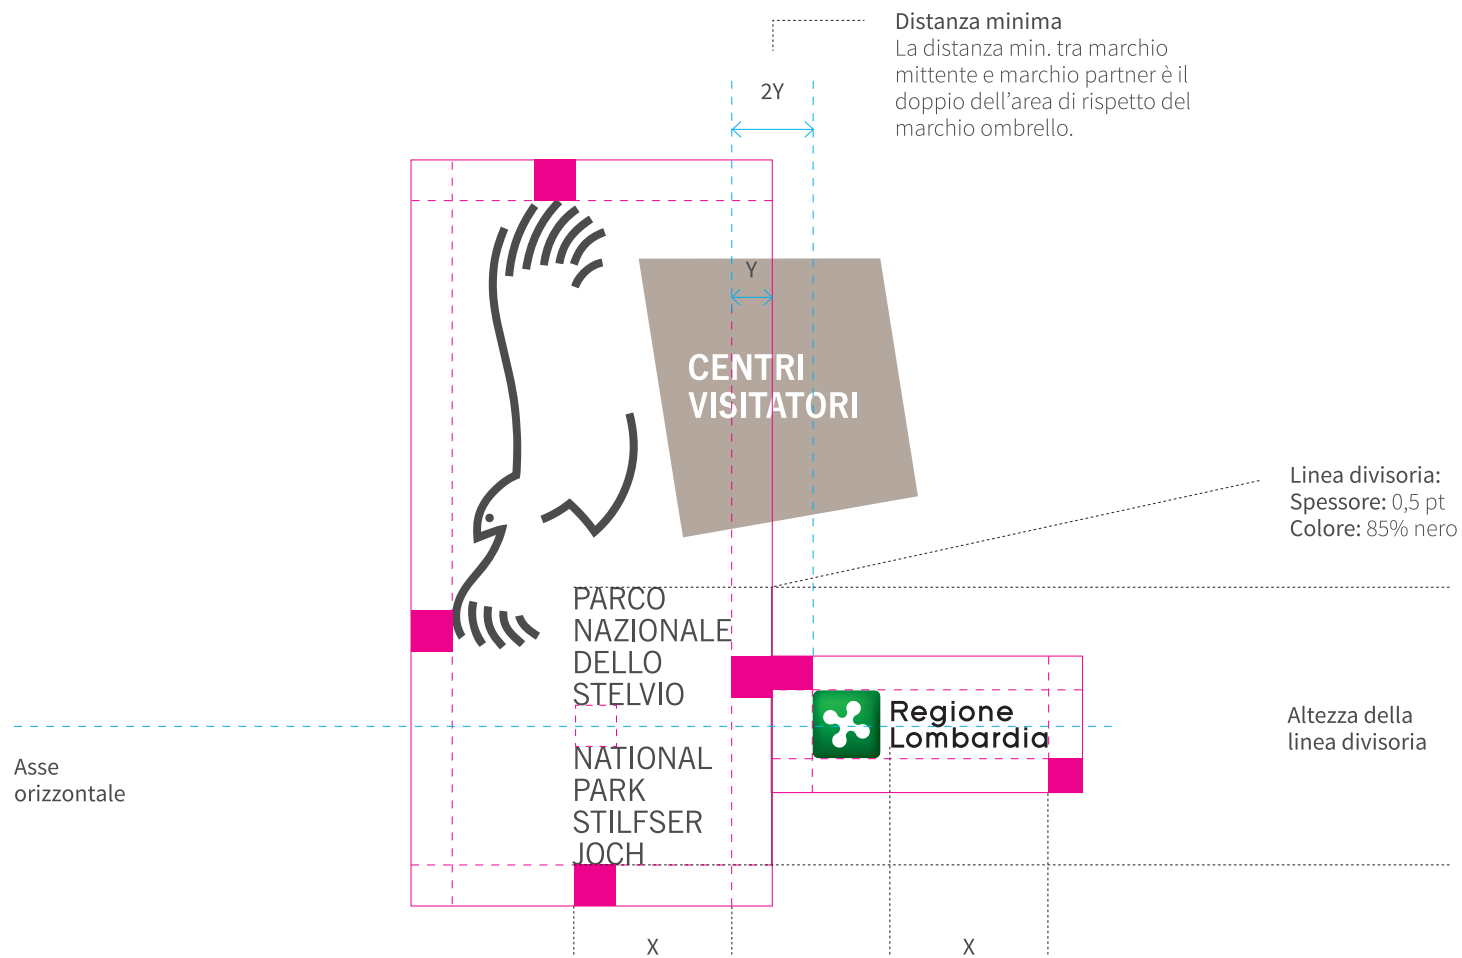 Distanza minima
La distanza min. tra marchio
mittente e marchio partner è il
doppio dell'area di rispetto del
marchio ombrello.
2Y
Y
CENTRI
VISITATORI
Linea divisoria:
Spessore: 0,5 pt
Colore: 85% nero
PARCO
NAZIONALE
DELLO
STELVIO
NATIONAL
PARK
STILFSER
JOCH
Regione
Lombardia
Altezza della
linea divisoria
Asse
orizzontale
X
X